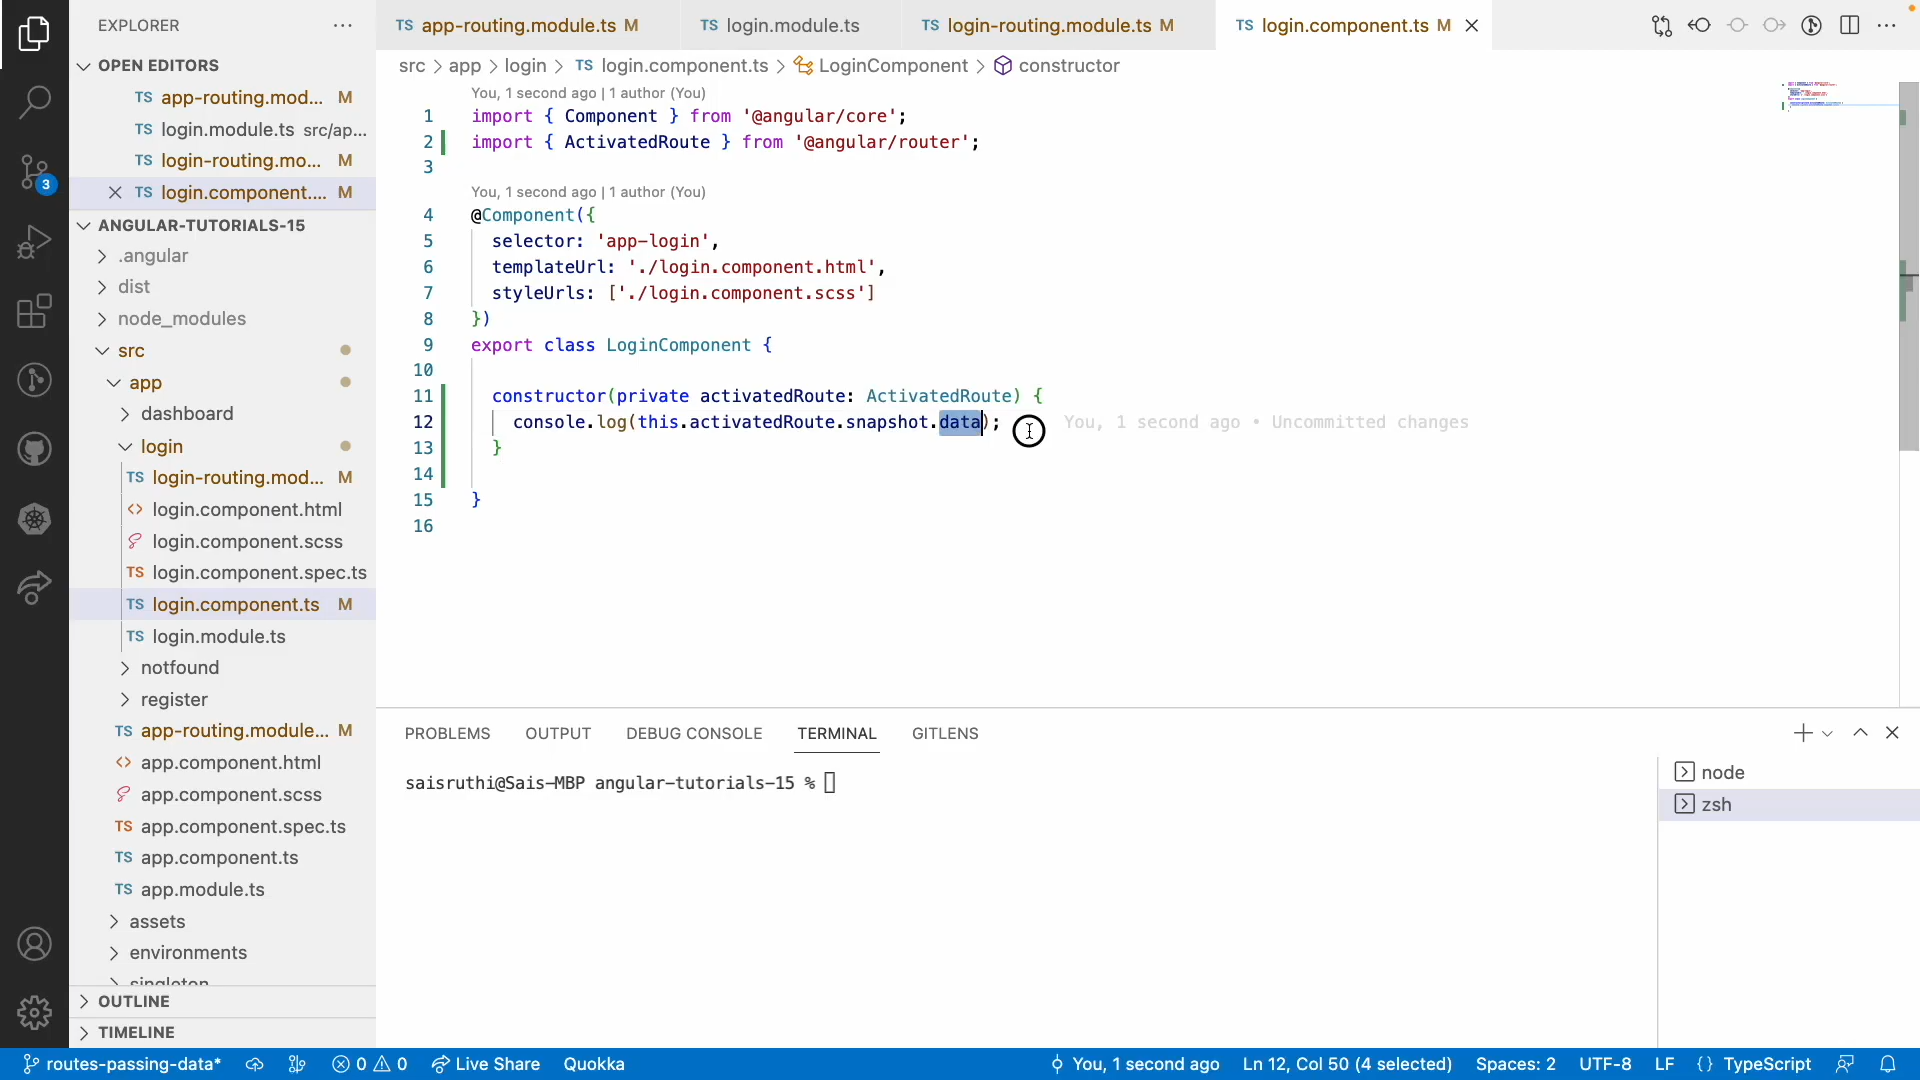 EXPLORER
OPEN EDITORS
TS app-routing.mod... M
TS login.module.ts src/ap...
TS login-routing.mo... M
TS login.component.... M
ANGULAR-TUTORIALS-15
.angular
dist
node_modules
src
app
dashboard
login
TS login-routing.mod... M
<> login.component.html
login.component.scss
TS login.component.spec.ts
TS login.component.ts M
TS login.module.ts
notfound
register
TS app-routing.module... M
<> app.component.html
app.component.scss
TS app.component.spec.ts
TS app.component.ts
TS app.module.ts
assets
environments
singleton
OUTLINE
TIMELINE
3
TS app-routing.module.ts M
TS login.module.ts
TS login-routing.module.ts M
TS login.component.ts M
src > app > login > TS login.component.ts > LoginComponent > constructor
You, 1 second ago | 1 author (You)
1 import { Component } from '@angular/core';
2 import { ActivatedRoute } from '@angular/router';
3
You, 1 second ago | 1 author (You)
4 @Component({
5 selector: 'app-login',
6 templateUrl: './login.component.html',
7 styleUrls: ['./login.component.scss']
8 })
9 export class LoginComponent {
10
11 constructor(private activatedRoute: ActivatedRoute) {
12 console.log(this.activatedRoute.snapshot.data); You, 1 second ago • Uncommitted changes
13 }
14
15 }
16
PROBLEMS OUTPUT DEBUG CONSOLE TERMINAL GITLENS
saisruthi@Sais-MBP angular-tutorials-15 %
node
zsh
routes-passing-data* 0 0 Live Share Quokka You, 1 second ago Ln 12, Col 50 (4 selected) Spaces: 2 UTF-8 LF {} TypeScript